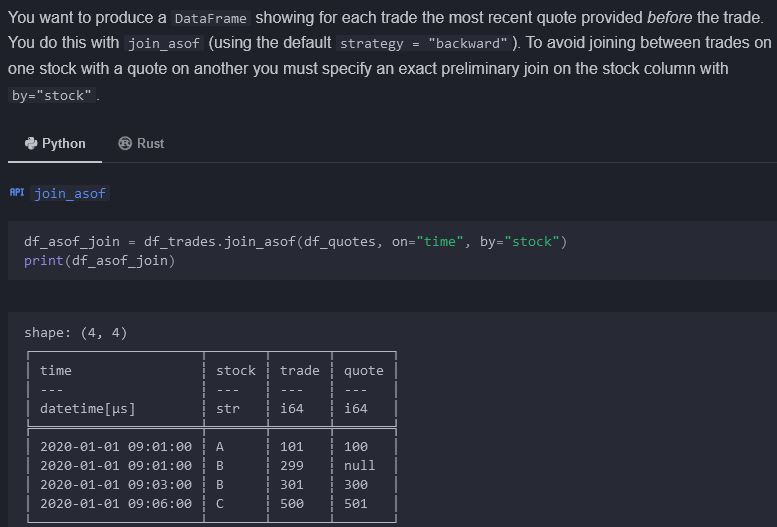 You want to produce a DataFrame showing for each trade the most recent quote provided before the trade.
You do this with join_asof (using the default strategy = "backward" ). To avoid joining between trades on
one stock with a quote on another you must specify an exact preliminary join on the stock column with
by="stock" .
Python Rust
API join_asof
df_asof_join = df_trades.join_asof(df_quotes, on="time", by="stock")
print(df_asof_join)
shape: (4, 4)
time stock trade quote
--- --- --- ---
datetime[μs] str i64 i64
2020-01-01 09:01:00 A 101 100
2020-01-01 09:01:00 B 299 null
2020-01-01 09:03:00 B 301 300
2020-01-01 09:06:00 C 500 501